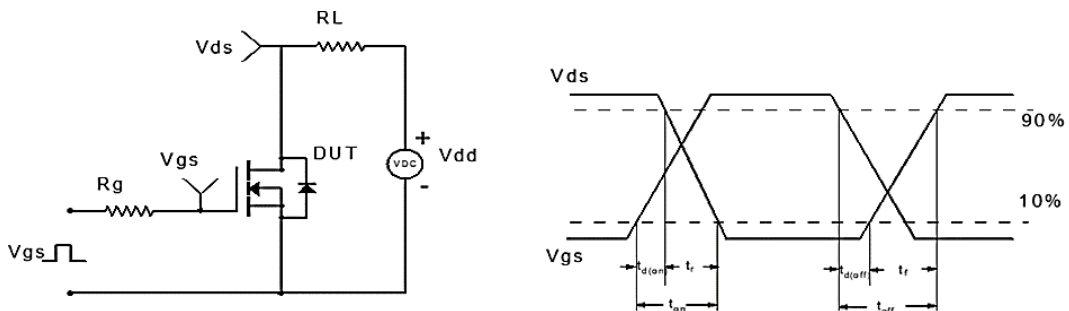 RL
Vds
Vgs
DUT
+
VDC
Vdd
-
Rg
Vgs
Vds
90%
10%
Vgs
td(on)
tr
td(off)
tf
ton
toff